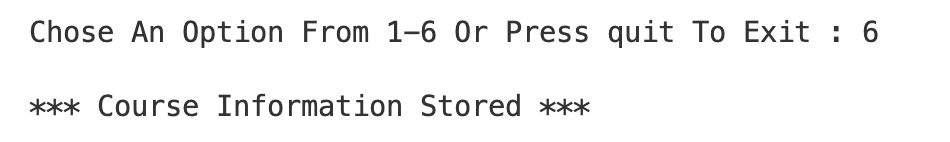 Chose An Option From 1-6 Or Press quit To Exit : 6
*** Course Information Stored ***